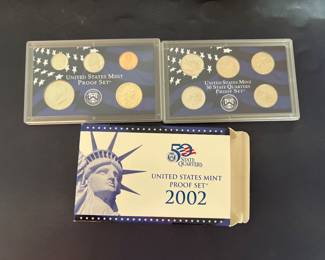 UNITED STATES MINT
PROOF SET
UNITED STATES MINT
50 STATE QUARTERS
PROOF SET
50
STATE
QUARTERS
UNITED STATES MINT
PROOF SET
2002